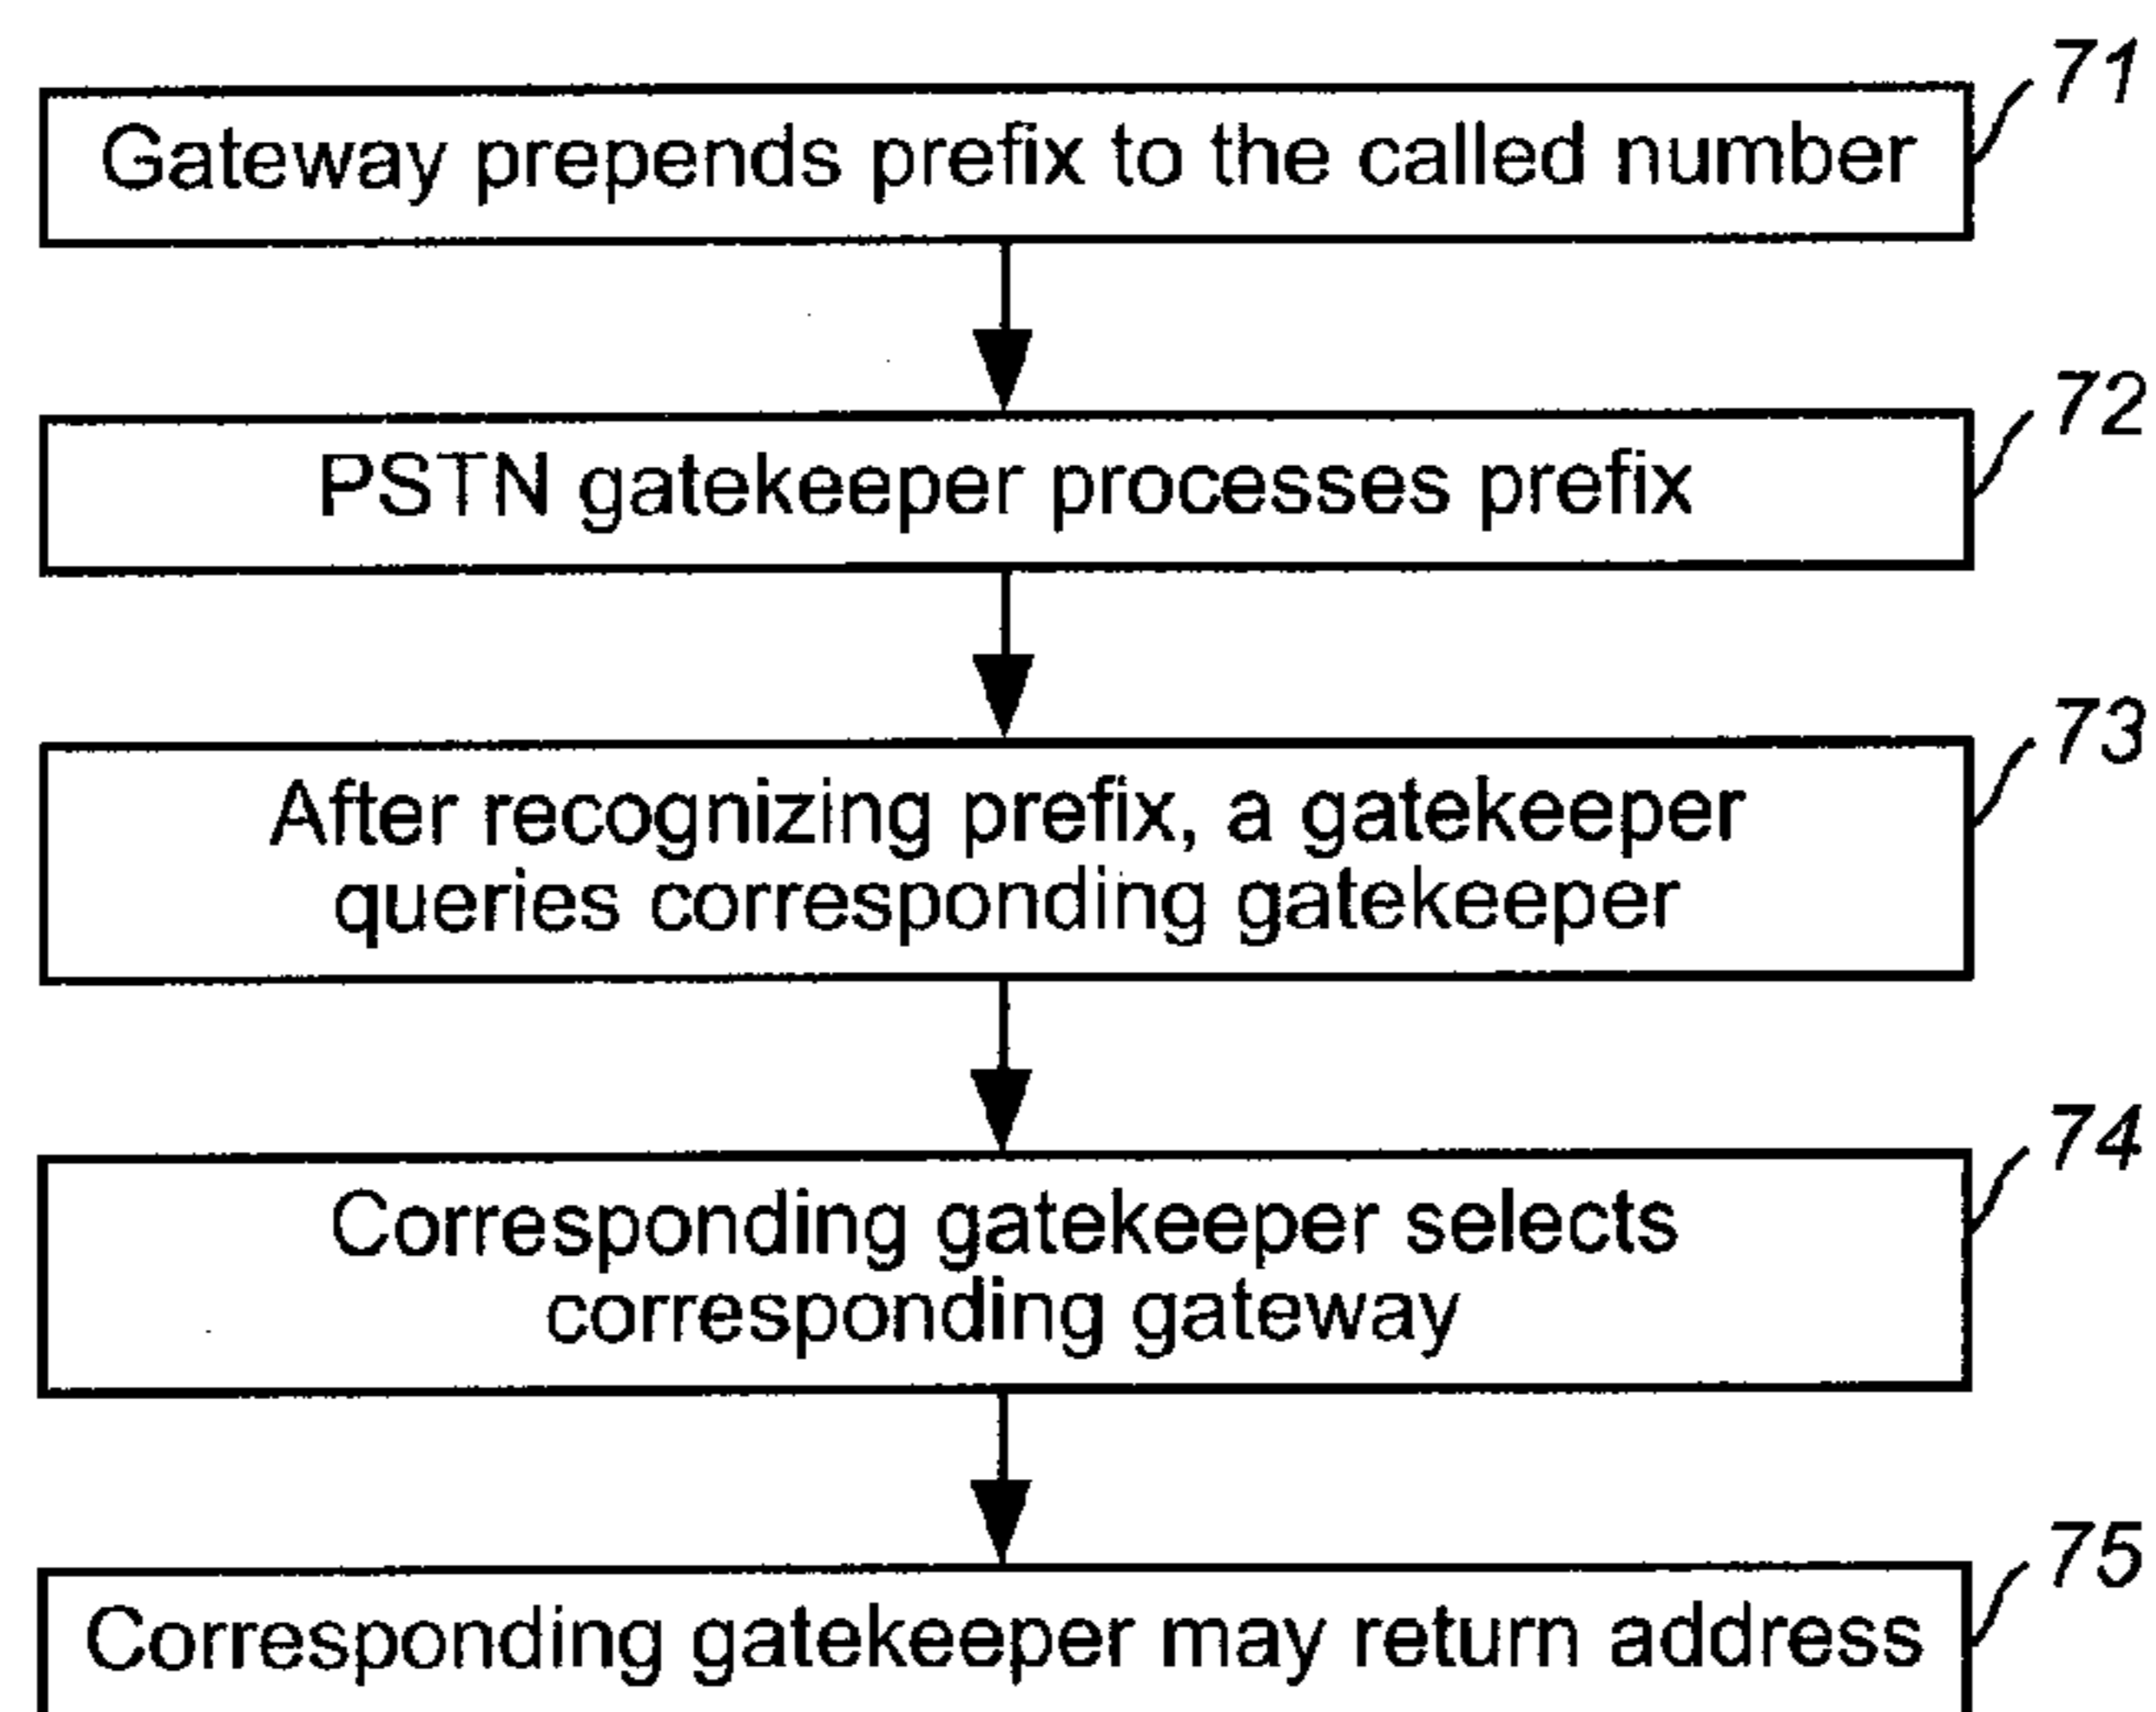 71
Gateway prepends prefix to the called number
72
PSTN gatekeeper processes prefix
73
After recognizing prefix, a gatekeeper
queries corresponding gatekeeper
74
Corresponding gatekeeper selects
corresponding gateway
75
Corresponding gatekeeper may return address